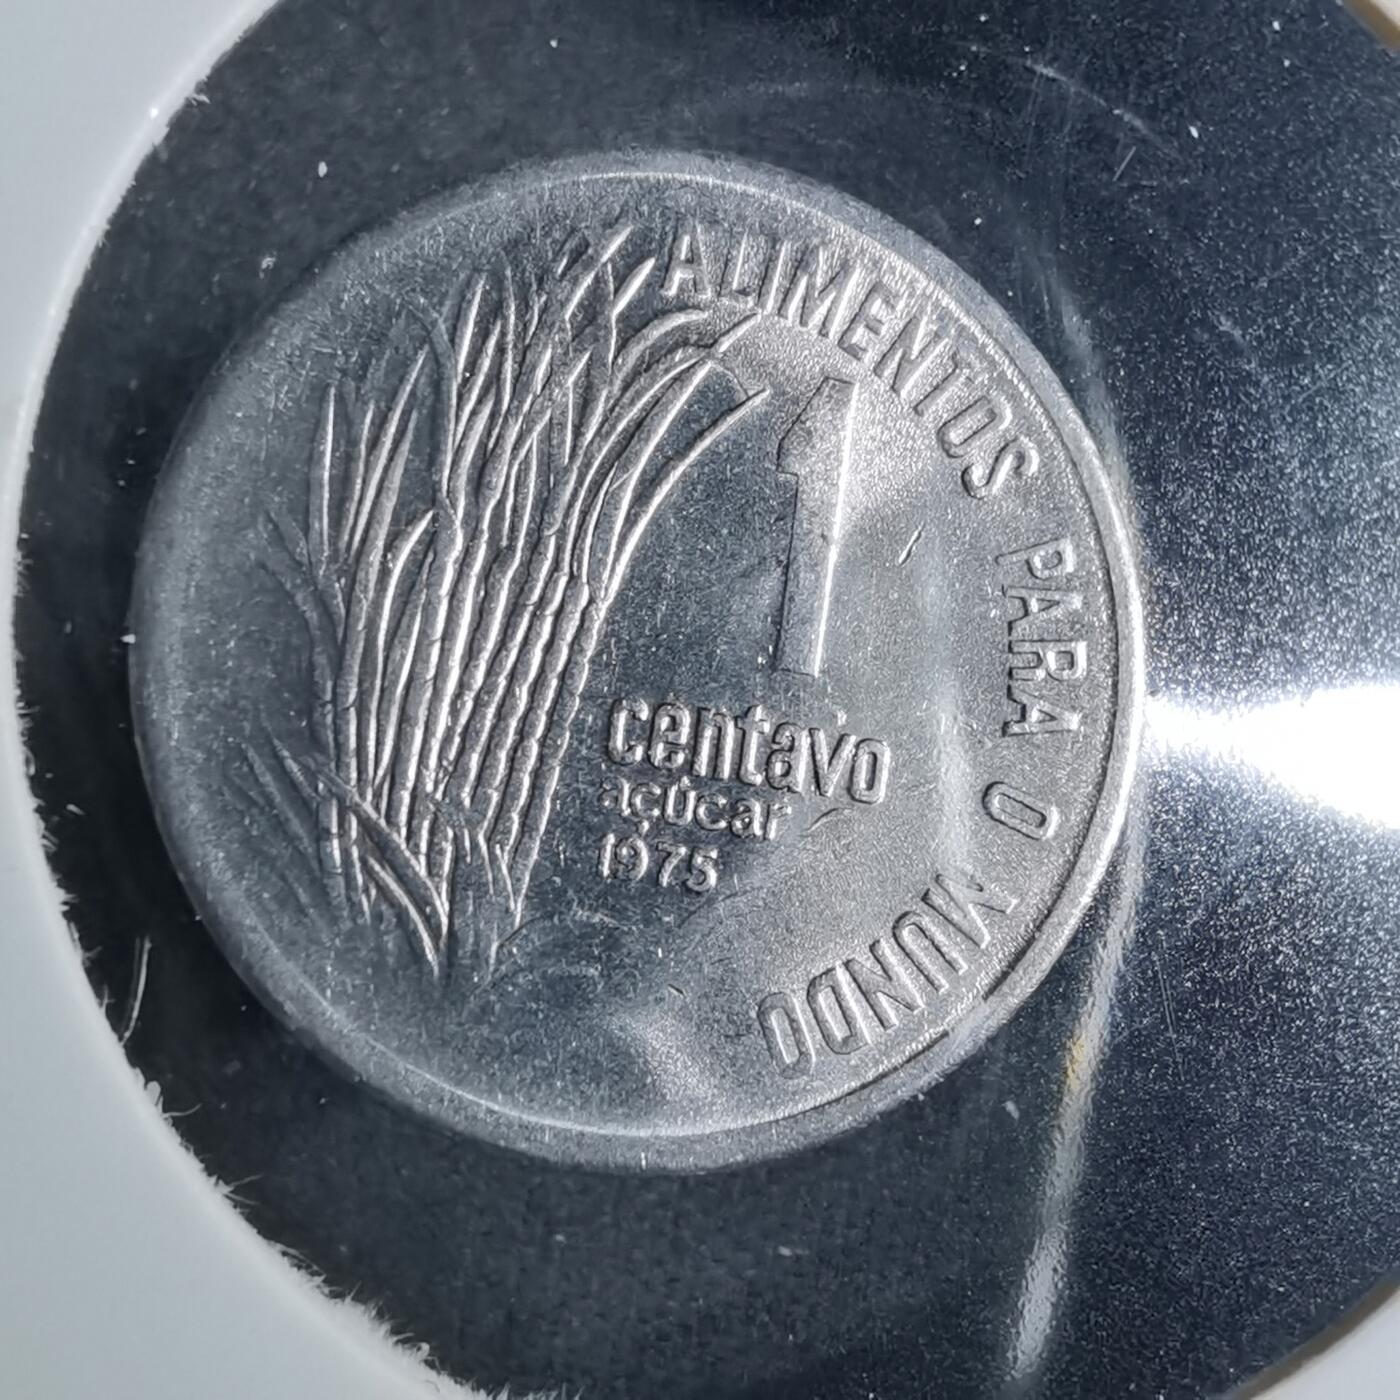 ALIMENTOS PARA O MUNDO
1
centavo
açúcar
1975